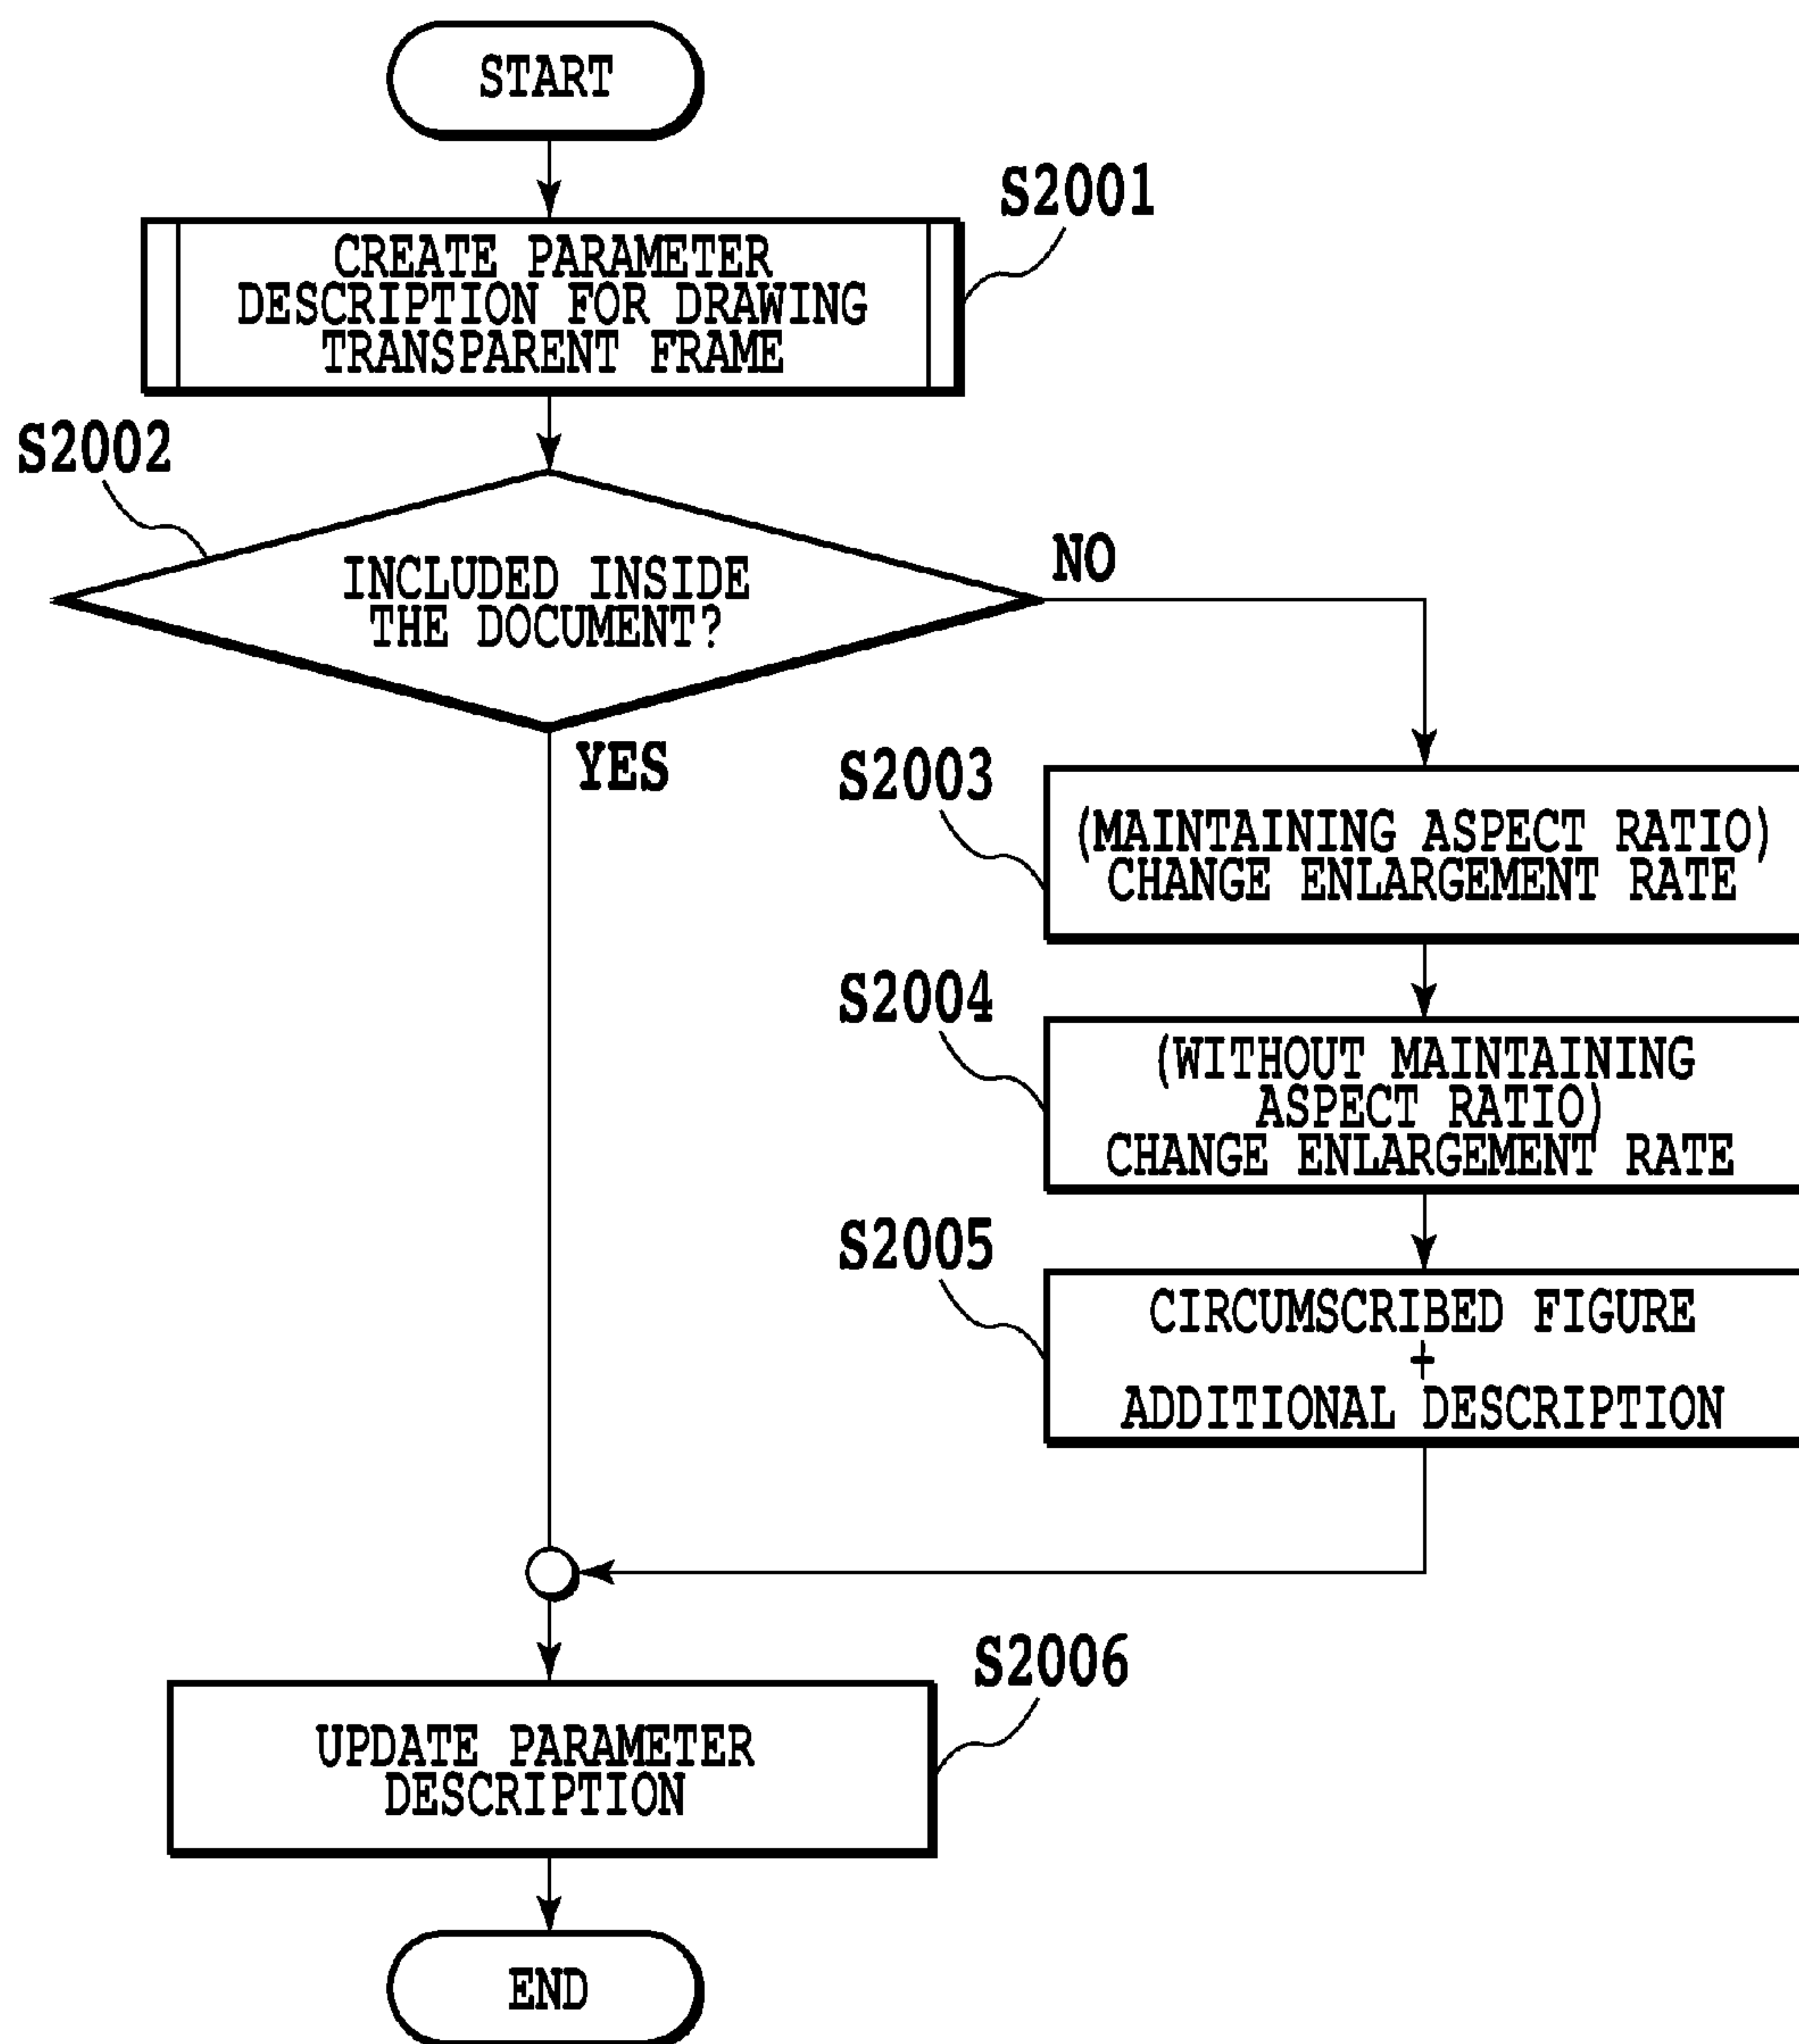 START
S2001
CREATE PARAMETER
DESCRIPTION FOR DRAWING
TRANSPARENT FRAME
S2002
INCLUDED INSIDE
THE DOCUMENT?
NO
YES
S2003
(MAINTAINING ASPECT RATIO)
CHANGE ENLARGEMENT RATE
S2004
(WITHOUT MAINTAINING
ASPECT RATIO)
CHANGE ENLARGEMENT RATE
S2005
CIRCUMSCRIBED FIGURE
+
ADDITIONAL DESCRIPTION
S2006
UPDATE PARAMETER
DESCRIPTION
END